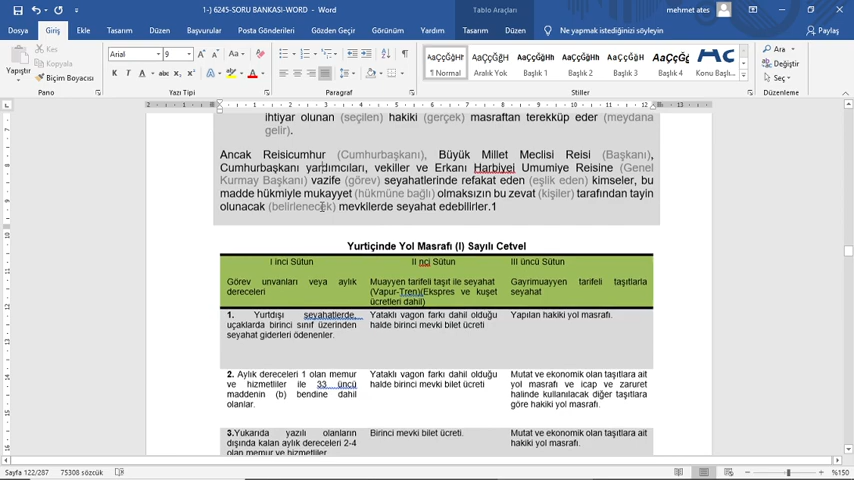 1-) 6245-SORU BANKASI-WORD - Word
Tablo Araçları
mehmet ates
Dosya Giriş Ekle Tasarım Düzen Başvurular Posta Gönderileri Gözden Geçir Görünüm Yardım Tasarım Düzen Ne yapmak istediğinizi söyleyin Paylaş
Yapıştır
Kes
Kopyala
Biçim Boyacısı
Pano
Arial 9
Yazı Tipi
Paragraf
AaÇçĞğHł AaÇçĞğHh AaÇçĞğHh AaÇçĞğHh AaÇçĞğH AaÇçĞğ
¶ Normal Aralık Yok Başlık 1 Başlık 2 Başlık 3 Başlık 4 Konu Başlı...
Stiller
Ara
Değiştir
Seç
Düzenleme
ihtiyar olunan (seçilen) hakiki (gerçek) masraftan terekküp eder (meydana
gelir).
Ancak Reisicumhur (Cumhurbaşkanı), Büyük Millet Meclisi Reisi (Başkanı),
Cumhurbaşkanı yardımcıları, vekiller ve Erkanı Harbiyei Umumiye Reisine (Genel
Kurmay Başkanı) vazife (görev) seyahatlerinde refakat eden (eşlik eden) kimseler, bu
madde hükmiyle mukayyet (hükmüne bağlı) olmaksızın bu zevat (kişiler) tarafından tayin
olunacak (belirlenecek) mevkilerde seyahat edebilirler.1
Yurtiçinde Yol Masrafı (I) Sayılı Cetvel
I inci Sütun II nci Sütun III üncü Sütun
Görev unvanları veya aylık
dereceleri
Muayyen tarifeli taşıt ile seyahat
(Vapur-Tren)(Ekspres ve kuşet
ücretleri dahil)
Gayrimuayyen tarifeli taşıtlarla
seyahat
1. Yurtdışı seyahatlerde,
uçaklarda birinci sınıf üzerinden
seyahat giderleri ödenenler.
Yataklı vagon farkı dahil olduğu
halde birinci mevki bilet ücreti
Yapılan hakiki yol masrafı.
2. Aylık dereceleri 1 olan memur
ve hizmetliler ile 33 üncü
maddenin (b) bendine dahil
olanlar.
Yataklı vagon farkı dahil olduğu
halde birinci mevki bilet ücreti
Mutat ve ekonomik olan taşıtlara ait
yol masrafı ve icap ve zaruret
halinde kullanılacak diğer taşıtlara
göre hakiki yol masrafı.
3.Yukarıda yazılı olanların
dışında kalan aylık dereceleri 2-4
olan memur ve hizmetliler
Birinci mevki bilet ücreti.
Mutat ve ekonomik olan taşıtlara ait
hakiki yol masrafı.
Sayfa 122/287 75308 sözcük
%150